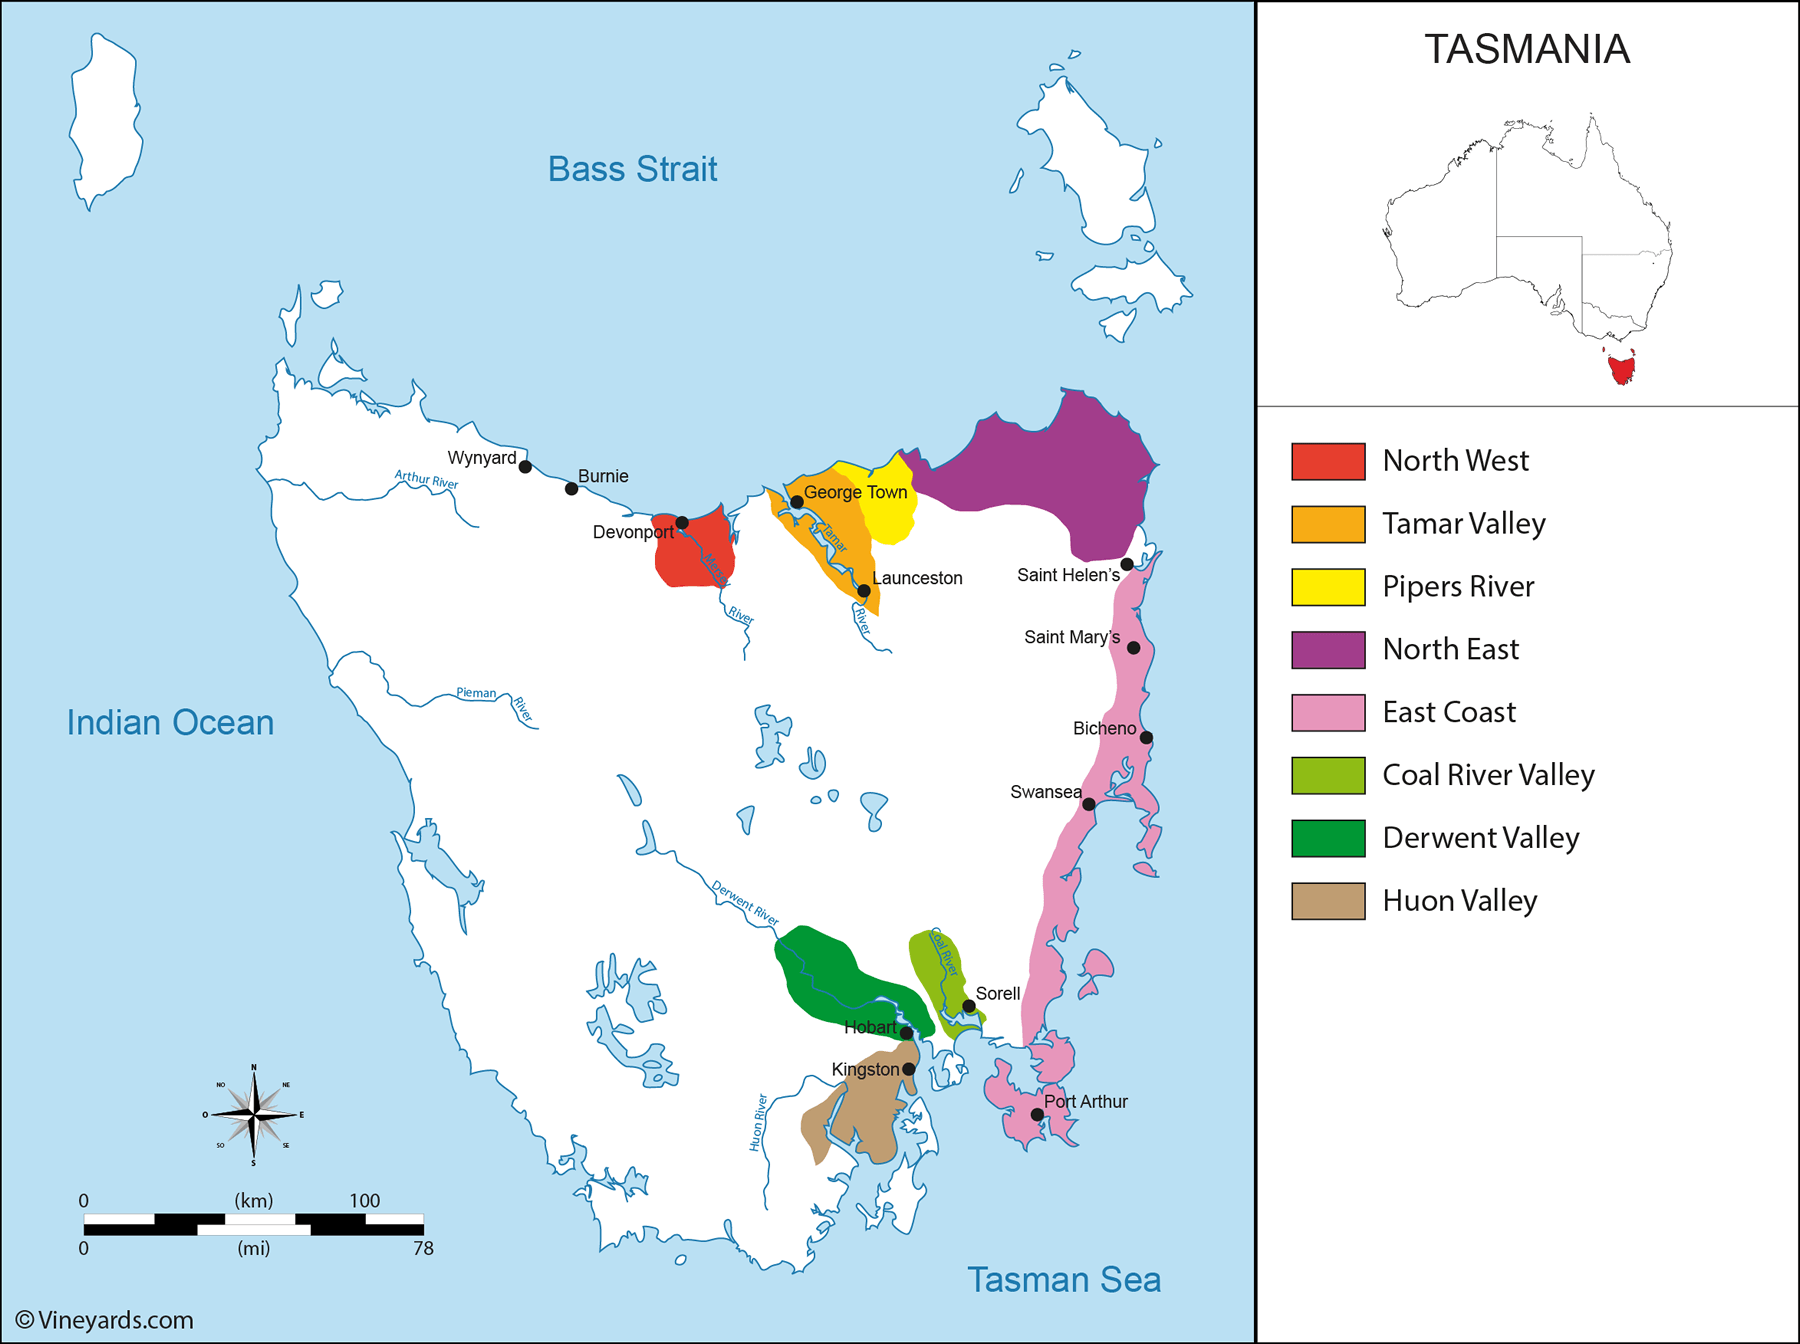 TASMANIA
Bass Strait
Wynyard
Burnie
Arthur River
Devonport
Mersey
River
George Town
Tamar
Launceston
River
Saint Helen's
Saint Mary's
Bicheno
Swansea
Pieman
River
Indian Ocean
Derwent River
Coal River
Sorell
Hobart
Kingston
Huon River
Port Arthur
Tasman Sea
North West
Tamar Valley
Pipers River
North East
East Coast
Coal River Valley
Derwent Valley
Huon Valley
N
NO
NE
O
E
SO
SE
S
0 (km) 100
0 (mi) 78
© Vineyards.com